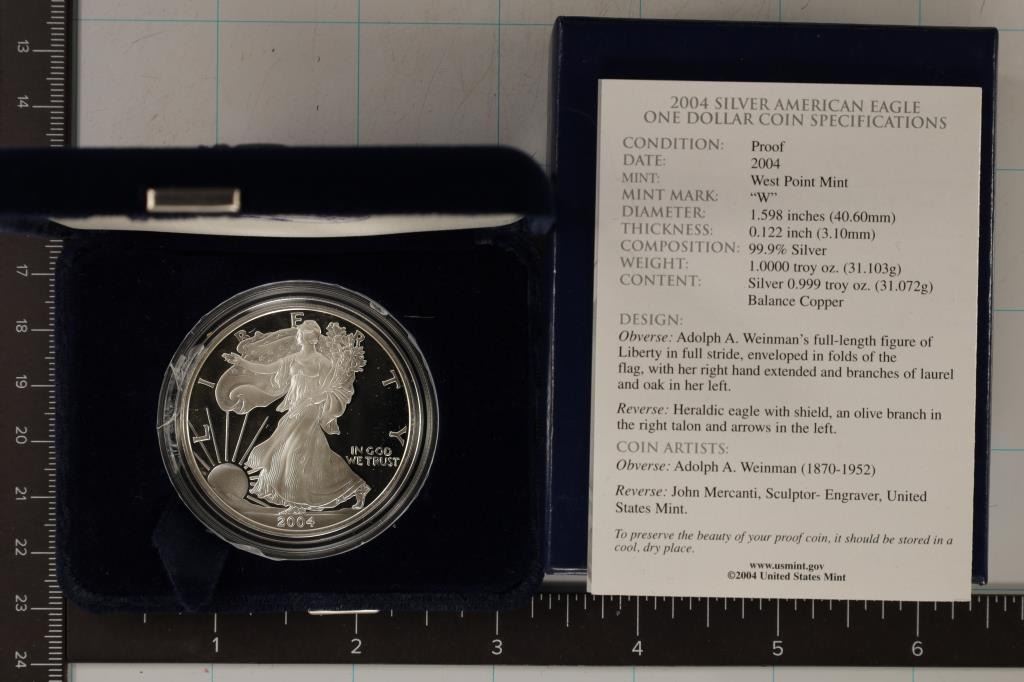 2004 SILVER AMERICAN EAGLE
ONE DOLLAR COIN SPECIFICATIONS
CONDITION: Proof
DATE: 2004
MINT: West Point Mint
MINT MARK: "W"
DIAMETER: 1.598 inches (40.60mm)
THICKNESS: 0.122 inch (3.10mm)
COMPOSITION: 99.9% Silver
WEIGHT: 1.0000 troy oz. (31.103g)
CONTENT: Silver 0.999 troy oz. (31.072g)
Balance Copper
DESIGN:
Obverse: Adolph A. Weinman's full-length figure of
Liberty in full stride, enveloped in folds of the
flag, with her right hand extended and branches of laurel
and oak in her left.
Reverse: Heraldic eagle with shield, an olive branch in
the right talon and arrows in the left.
COIN ARTISTS:
Obverse: Adolph A. Weinman (1870-1952)
Reverse: John Mercanti, Sculptor- Engraver, United
States Mint.
To preserve the beauty of your proof coin, it should be stored in a
cool, dry place.
www.usmint.gov
©2004 United States Mint
LIBERTY
IN GOD
WE TRUST
2004
13
14
17
18
19
20
21
22
23
24
1 2 3 4 5 6